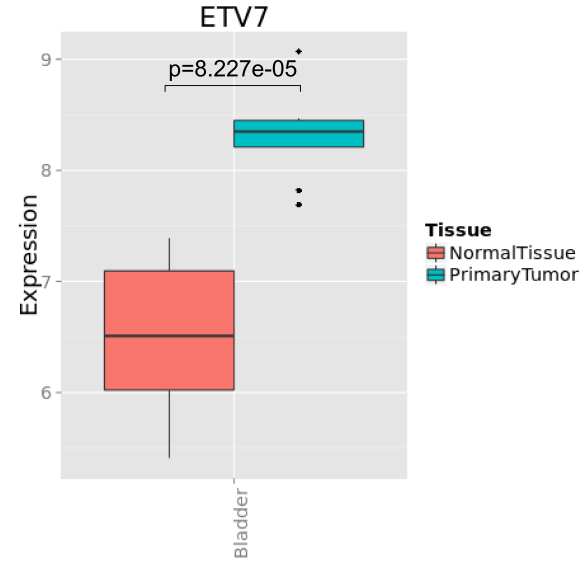 ETV7
9
p=8.227e-05
8
7
6
Expression
Bladder
Tissue
NormalTissue
PrimaryTumor